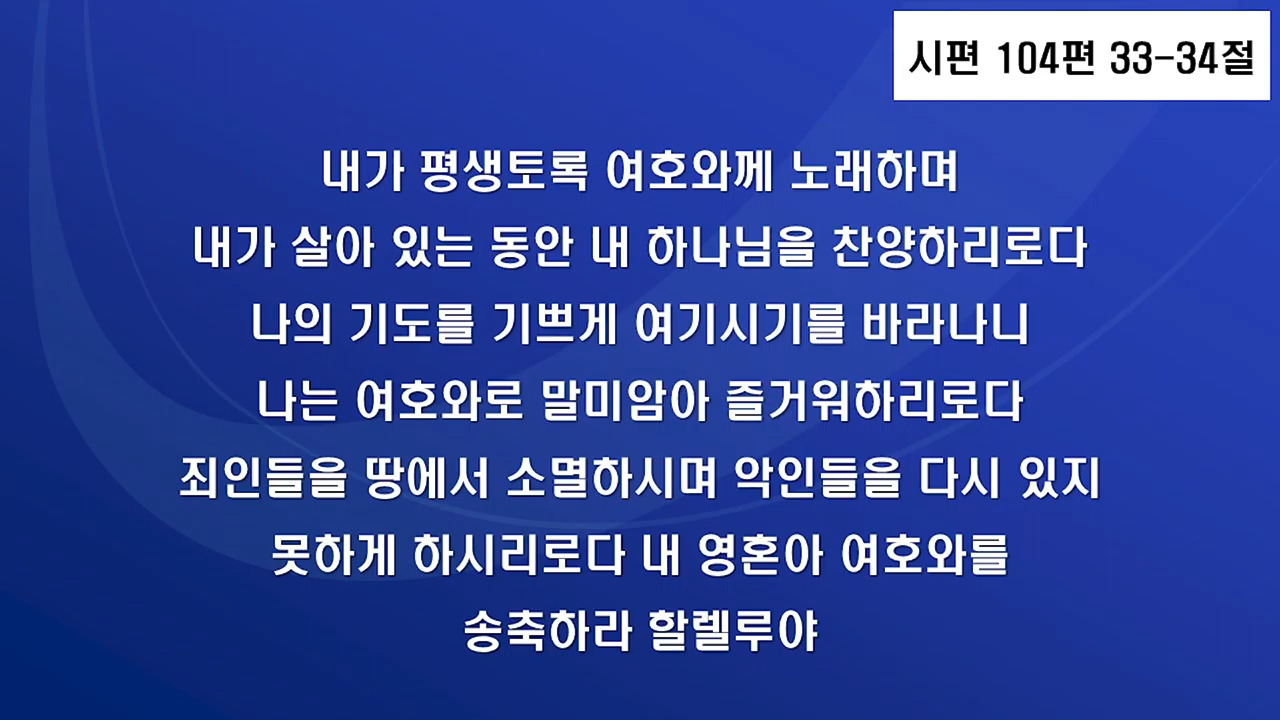 시편 104편 33-34절
내가 평생토록 여호와께 노래하며
내가 살아 있는 동안 내 하나님을 찬양하리로다
나의 기도를 기쁘게 여기시기를 바라나니
나는 여호와로 말미암아 즐거워하리로다
죄인들을 땅에서 소멸하시며 악인들을 다시 있지
못하게 하시리로다 내 영혼아 여호와를
송축하라 할렐루야